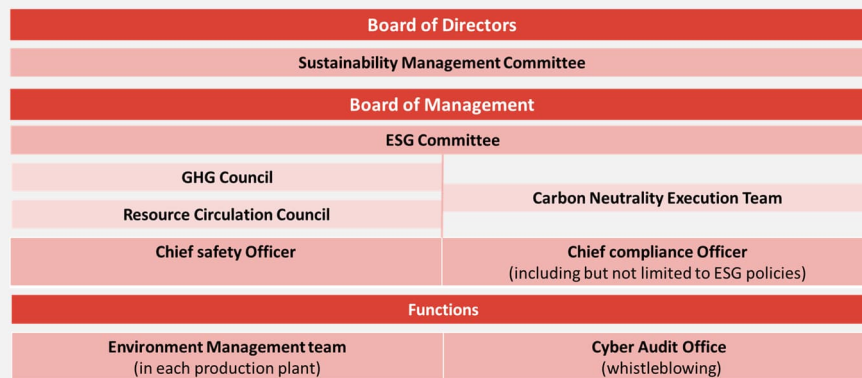 Board of Directors
Sustainability Management Committee
Board of Management
ESG Committee
GHG Council
Resource Circulation Council
Carbon Neutrality Execution Team
Chief safety Officer
Chief compliance Officer
(including but not limited to ESG policies)
Functions
Environment Management team
(in each production plant)
Cyber Audit Office
(whistleblowing)